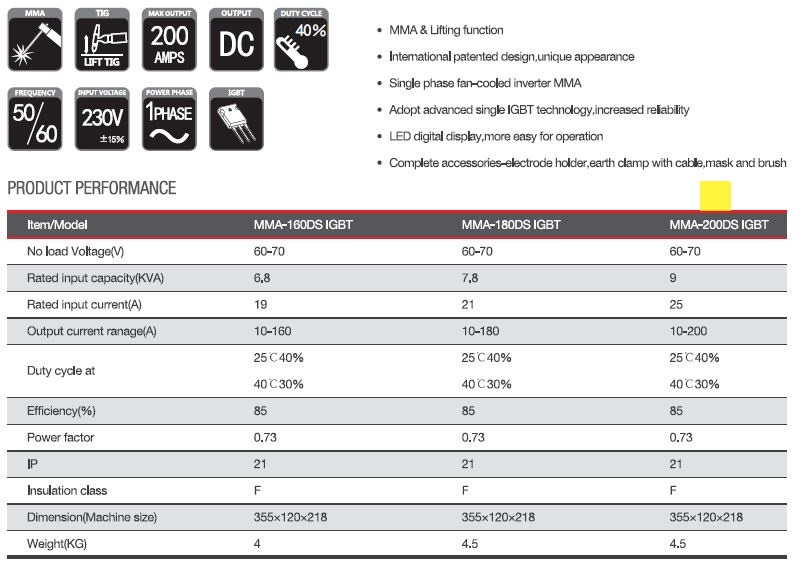 MMA
TIG
LIFT TIG
MAX OUTPUT
200
AMPS
OUTPUT
DC
DUTY CYCLE
40%
FREQUENCY
50/60
INPUT VOLTAGE
230V
±15%
POWER PHASE
1PHASE
IGBT
• MMA & Lifting function
• International patented design,unique appearance
• Single phase fan-cooled inverter MMA
• Adopt advanced single IGBT technology,increased reliability
• LED digital display,more easy for operation
• Complete accessories-electrode holder,earth clamp with cable,mask and brush
PRODUCT PERFORMANCE
Item/Model MMA-160DS IGBT MMA-180DS IGBT MMA-200DS IGBT
No load Voltage(V) 60-70 60-70 60-70
Rated input capacity(KVA) 6.8 7.8 9
Rated input current(A) 19 21 25
Output current ranage(A) 10-160 10-180 10-200
Duty cycle at 25℃40% 25℃40% 25℃40%
40℃30% 40℃30% 40℃30%
Efficiency(%) 85 85 85
Power factor 0.73 0.73 0.73
IP 21 21 21
Insulation class F F F
Dimension(Machine size) 355×120×218 355×120×218 355×120×218
Weight(KG) 4 4.5 4.5